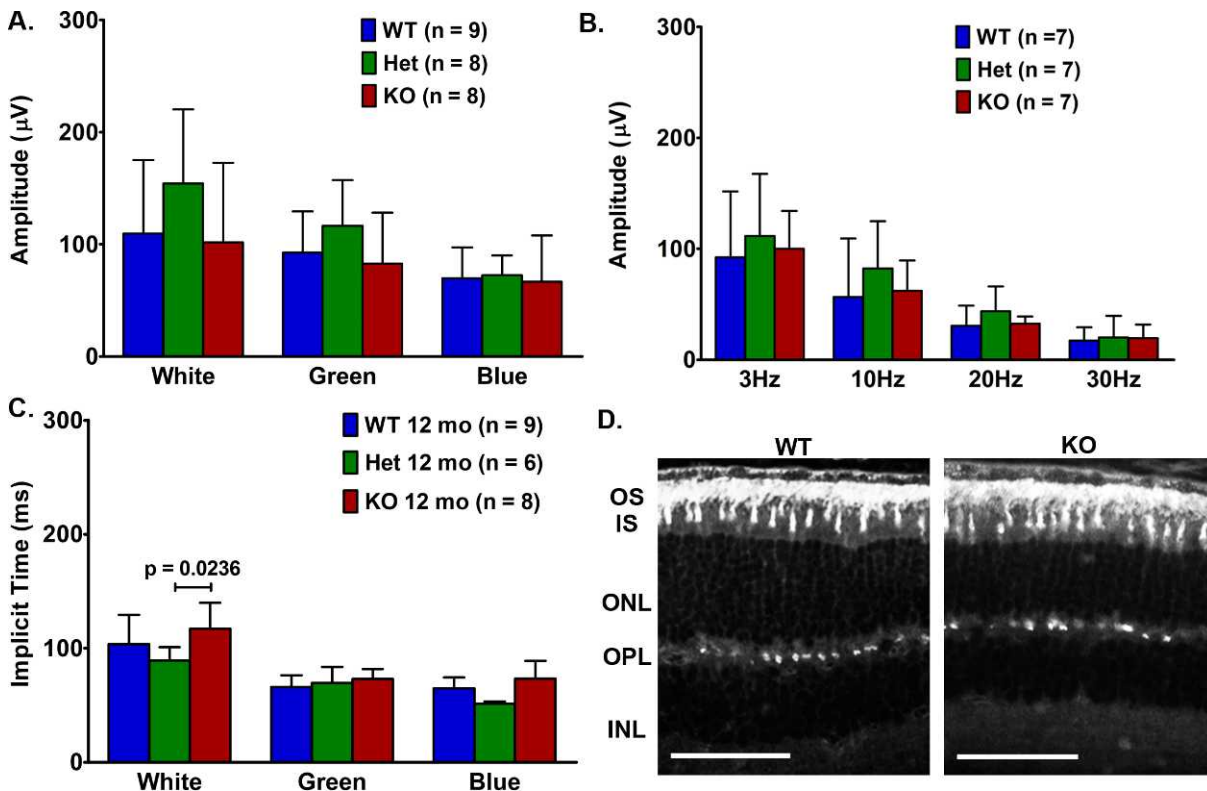 A.
300
200
100
0
Amplitude (µV)
WT (n = 9)
Het (n = 8)
KO (n = 8)
White Green Blue
B.
300
200
100
0
Amplitude (µV)
WT (n =7)
Het (n = 7)
KO (n = 7)
3Hz 10Hz 20Hz 30Hz
C.
300
200
100
0
Implicit Time (ms)
WT 12 mo (n = 9)
Het 12 mo (n = 6)
KO 12 mo (n = 8)
p = 0.0236
White Green Blue
D.
WT KO
OS
IS
ONL
OPL
INL